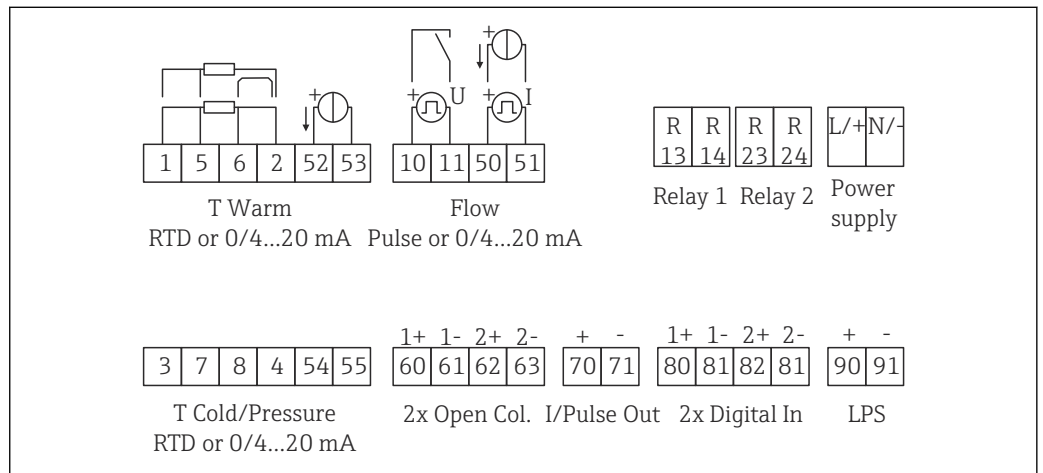 + U + I
+ +
1 5 6 2 52 53 10 11 50 51
R 13 R 14 R 23 R 24 L/+ N/-
T Warm
RTD or 0/4...20 mA
Flow
Pulse or 0/4...20 mA
Relay 1 Relay 2 Power supply
1+ 1- 2+ 2- + - 1+ 1- 2+ 2- + -
3 7 8 4 54 55 60 61 62 63 70 71 80 81 82 81 90 91
T Cold/Pressure
RTD or 0/4...20 mA
2x Open Col. I/Pulse Out 2x Digital In LPS